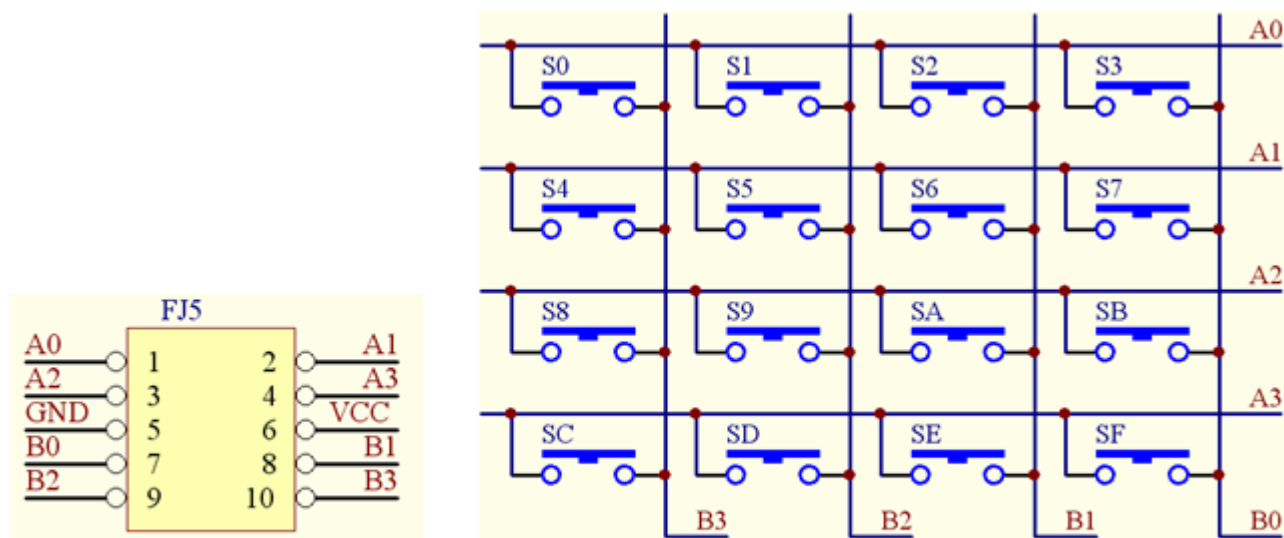 FJ5
A0 1 2 A1
A2 3 4 A3
GND 5 6 VCC
B0 7 8 B1
B2 9 10 B3
A0
S0 S1 S2 S3
A1
S4 S5 S6 S7
A2
S8 S9 SA SB
A3
SC SD SE SF
B3 B2 B1 B0